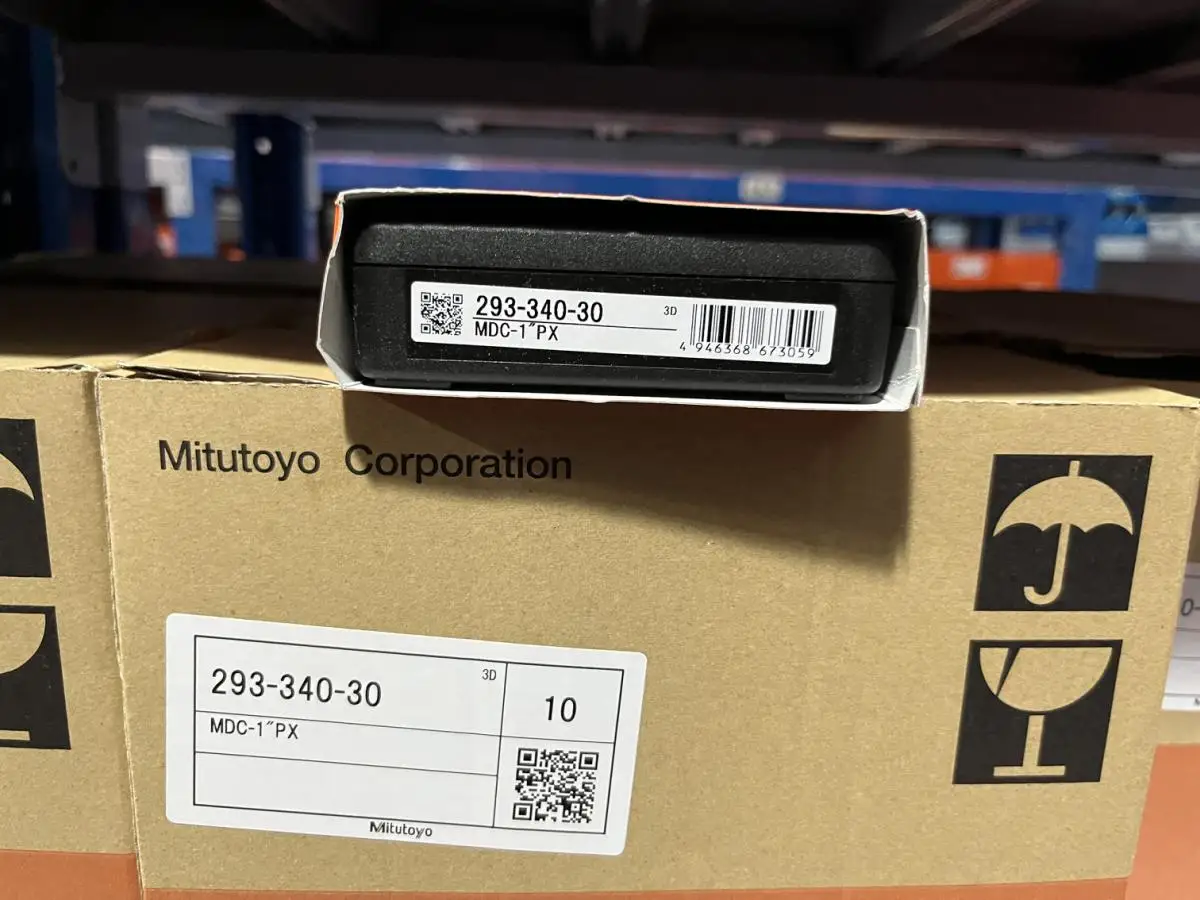 293-340-30
3D
MDC-1″PX
4 946368 673059
Mitutoyo Corporation
293-340-30
3D
10
MDC-1″PX
Mitutoyo